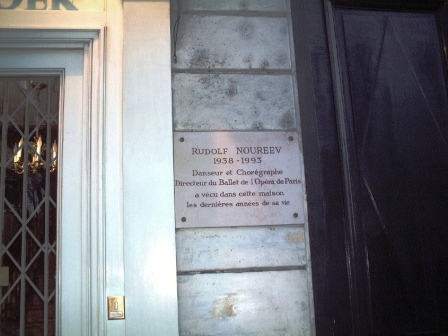 RUDOLF NOUREEV
1938-1993
Danseur et Chorégraphe
Directeur du Ballet de l'Opéra de Paris
a vécu dans cette maison
les dernières années de sa vie